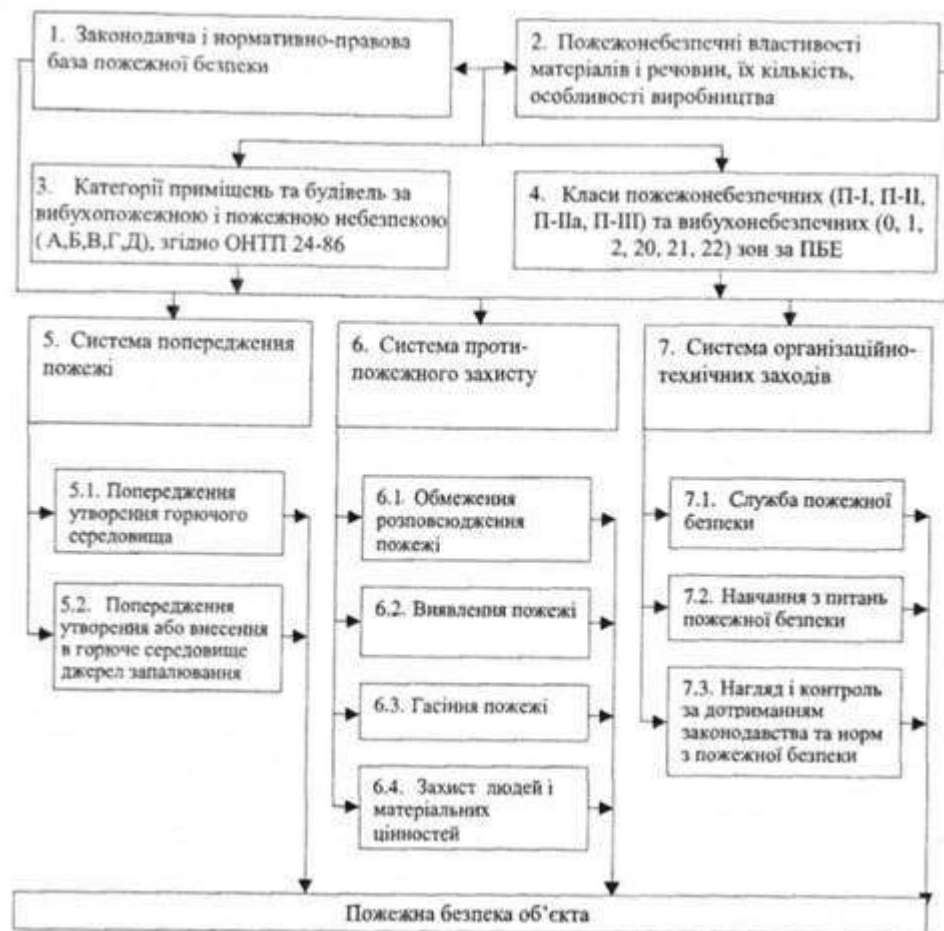 1. Законодавча і нормативно-правова
база пожежної безпеки
2. Пожежонебезпечні властивості
матеріалів і речовин, їх кількість,
особливості виробництва
3. Категорії приміщень та будівель за
вибухопожежною і пожежною небезпекою
( А,Б,В,Г,Д), згідно ОНТП 24-86
4. Класи пожежонебезпечних (П-І, П-ІІ,
П-ІІа, П-ІІІ) та вибухонебезпечних (0, 1,
2, 20, 21, 22) зон за ПБЕ
5. Система попередження
пожежі
6. Система проти-
пожежного захисту
7. Система організаційно-
технічних заходів
5.1. Попередження
утворення горючого
середовища
5.2. Попередження
утворення або внесення
в горюче середовище
джерел запалювання
6.1 Обмеження
розповсюдження
пожежі
6.2. Виявлення пожежі
6.3. Гасіння пожежі
6.4. Захист людей і
матеріальних
цінностей
7.1. Служба пожежної
безпеки
7.2. Навчання з питань
пожежної безпеки
7.3. Нагляд і контроль
за дотриманням
законодавства та норм
з пожежної безпеки
Пожежна безпека об’єкта